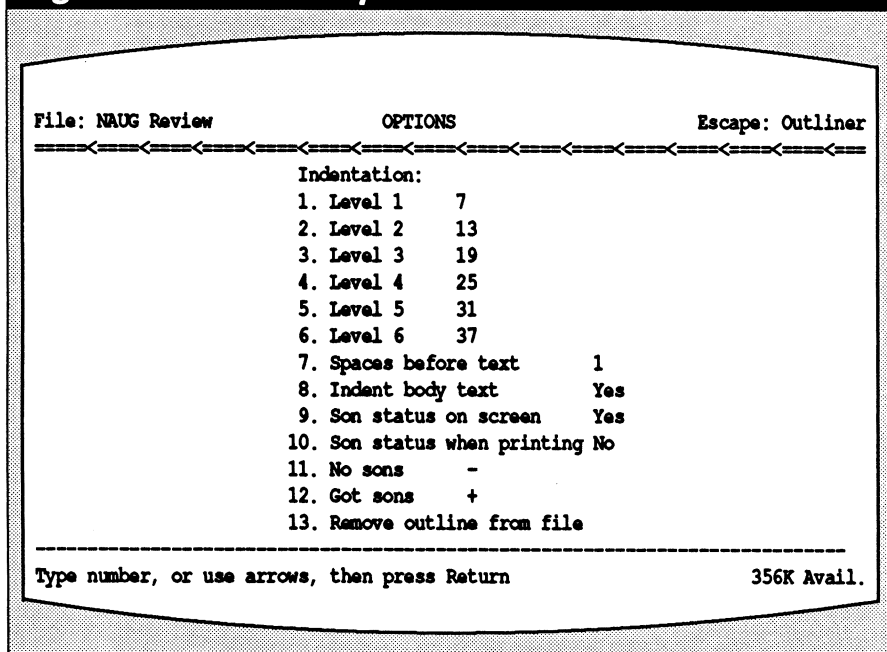 File: NAUG Review OPTIONS Escape: Outliner
=====<====<====<====<====<====<====<====<====<====<====<====<====<====<====<===
Indentation:
1. Level 1 7
2. Level 2 13
3. Level 3 19
4. Level 4 25
5. Level 5 31
6. Level 6 37
7. Spaces before text 1
8. Indent body text Yes
9. Son status on screen Yes
10. Son status when printing No
11. No sons -
12. Got sons +
13. Remove outline from file
Type number, or use arrows, then press Return 356K Avail.